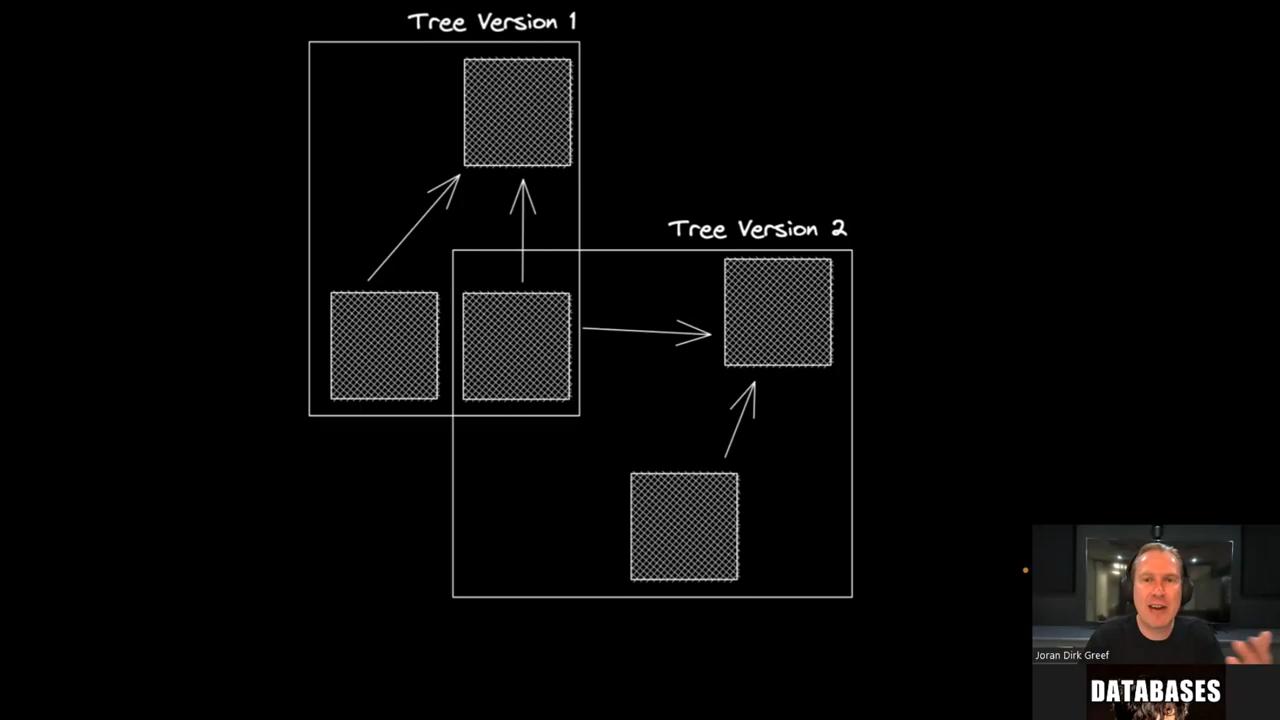 Tree Version 1
Tree Version 2
Joran Dirk Greef
DATABASES